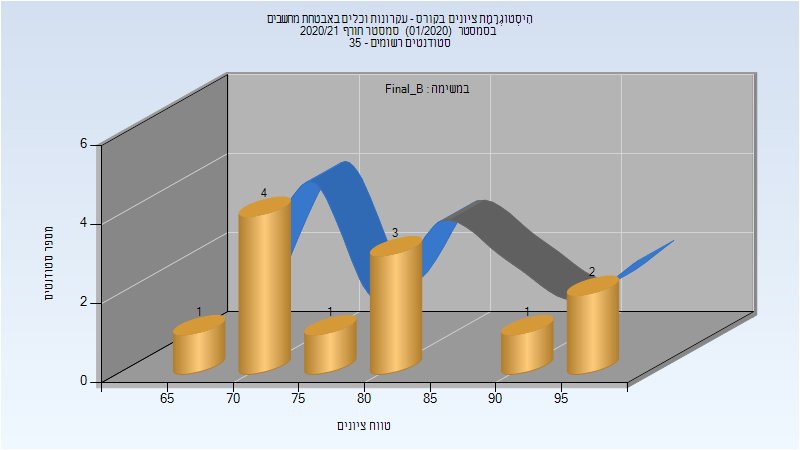 הִיסְטוֹגְרָמַת ציונים בקורס - עקרונות וכלים באבטחת מחשבים
בסמסטר (01/2020) סמסטר חורף 2020/21
סטודנטים רשומים - 35
במשימה : Final_B
מספר סטודנטים
6
4
2
0
1
4
1
3
1
2
65 70 75 80 85 90 95
טווח ציונים